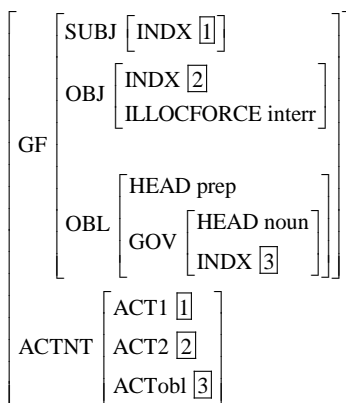 SUBJ [INDX 1]
OBJ [INDX 2
ILLOCFORCE interr]
GF
HEAD prep
OBL
GOV [HEAD noun
INDX 3]
ACT1 1
ACTNT ACT2 2
ACTobl 3